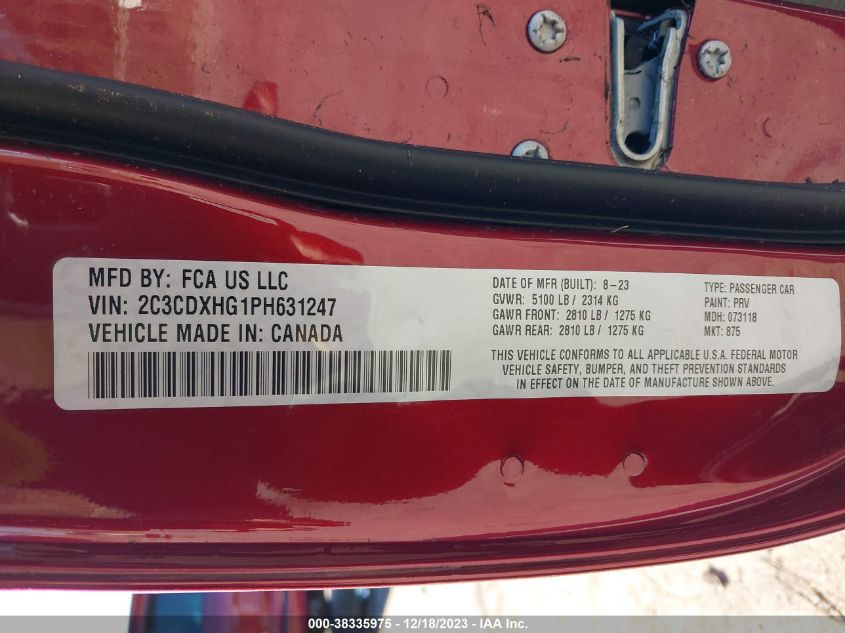 MFD BY: FCA US LLC
VIN: 2C3CDXHG1PH631247
VEHICLE MADE IN: CANADA
DATE OF MFR (BUILT): 8-23
GVWR: 5100 LB / 2314 KG
GAWR FRONT: 2810 LB / 1275 KG
GAWR REAR: 2810 LB / 1275 KG
TYPE: PASSENGER CAR
PAINT: PRV
MDH: 073118
MKT: 875
THIS VEHICLE CONFORMS TO ALL APPLICABLE U.S.A. FEDERAL MOTOR
VEHICLE SAFETY, BUMPER, AND THEFT PREVENTION STANDARDS
IN EFFECT ON THE DATE OF MANUFACTURE SHOWN ABOVE.
000-38335975 - 12/18/2023 - IAA Inc.